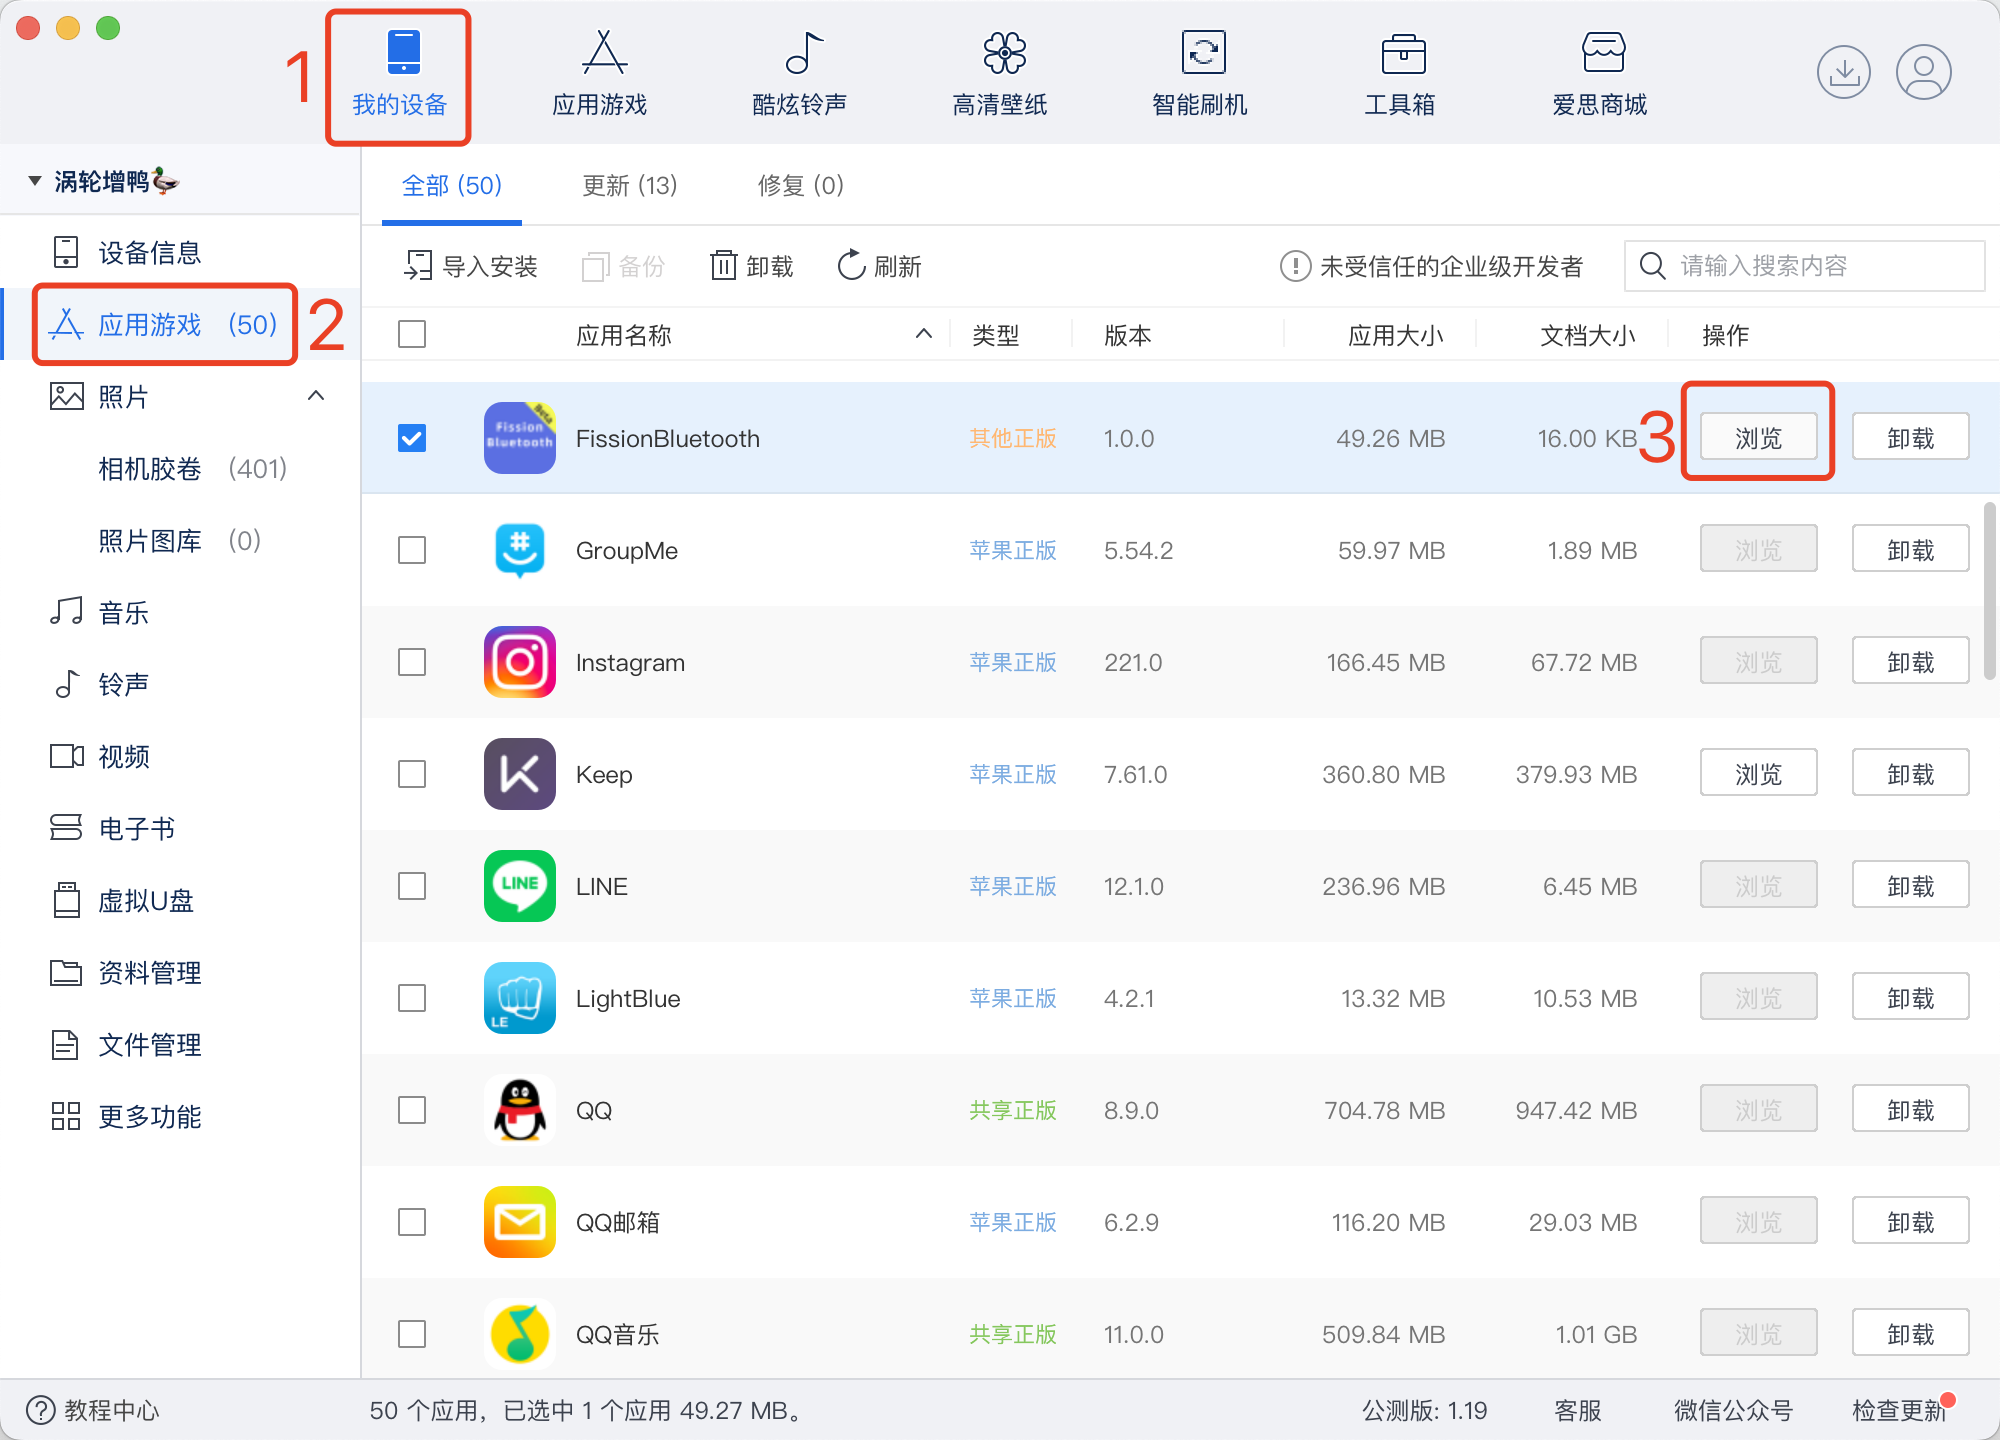 1
我的设备
应用游戏
酷炫铃声
高清壁纸
智能刷机
工具箱
爱思商城
涡轮增鸭🦆
全部 (50)
更新 (13)
修复 (0)
设备信息
应用游戏 (50)
2
照片
相机胶卷 (401)
照片图库 (0)
音乐
铃声
视频
电子书
虚拟U盘
资料管理
文件管理
更多功能
导入安装
备份
卸载
刷新
未受信任的企业级开发者
请输入搜索内容
应用名称 类型 版本 应用大小 文档大小 操作
Beta
Fission
Bluetooth
FissionBluetooth 其他正版 1.0.0 49.26 MB 16.00 KB 3 浏览 卸载
GroupMe 苹果正版 5.54.2 59.97 MB 1.89 MB 浏览 卸载
Instagram 苹果正版 221.0 166.45 MB 67.72 MB 浏览 卸载
Keep 苹果正版 7.61.0 360.80 MB 379.93 MB 浏览 卸载
LINE
LINE 苹果正版 12.1.0 236.96 MB 6.45 MB 浏览 卸载
LE
LightBlue 苹果正版 4.2.1 13.32 MB 10.53 MB 浏览 卸载
QQ 共享正版 8.9.0 704.78 MB 947.42 MB 浏览 卸载
QQ邮箱 苹果正版 6.2.9 116.20 MB 29.03 MB 浏览 卸载
QQ音乐 共享正版 11.0.0 509.84 MB 1.01 GB 浏览 卸载
教程中心
50 个应用，已选中 1 个应用 49.27 MB。
公测版: 1.19
客服
微信公众号
检查更新